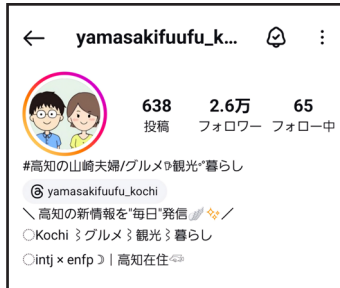 yamasakifuufu_k...
638 2.6万 65
投稿 フォロワー フォロー中
#高知の山崎夫婦/グルメ 観光 暮らし
yamasakifuufu_kochi
＼ 高知の新情報を"毎日"発信🗞️✨ ／
◌Kochi ⌇グルメ⌇観光⌇暮らし
◌intj × enfp ☽｜高知在住